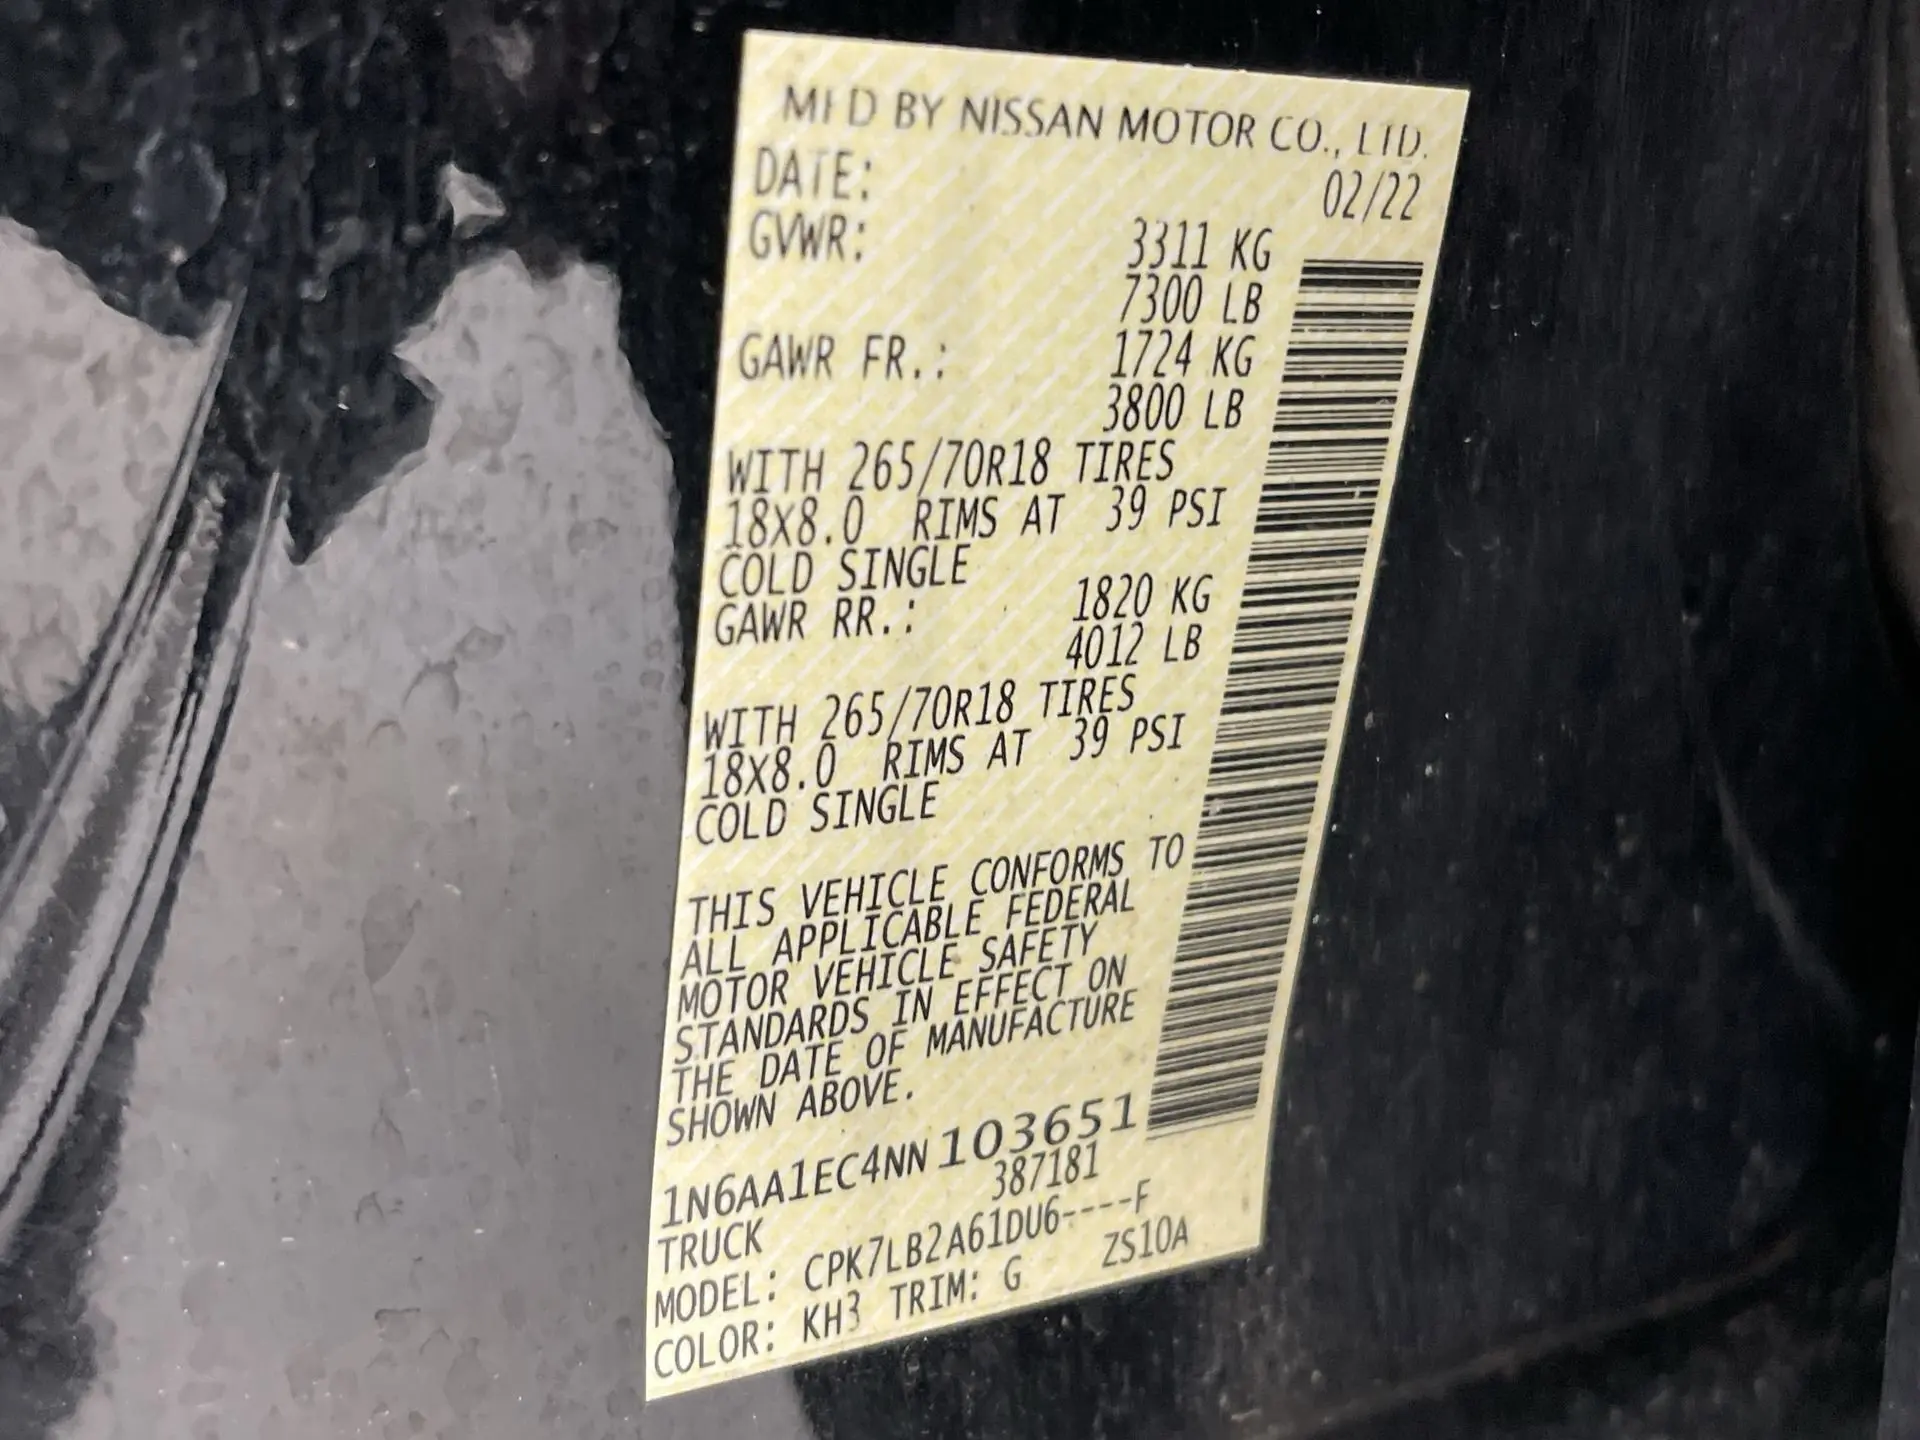 MFD BY NISSAN MOTOR CO., LTD.
DATE: 02/22
GVWR: 3311 KG
7300 LB
GAWR FR.: 1724 KG
3800 LB
WITH 265/70R18 TIRES
18X8.0 RIMS AT 39 PSI
COLD SINGLE
GAWR RR.: 1820 KG
4012 LB
WITH 265/70R18 TIRES
18X8.0 RIMS AT 39 PSI
COLD SINGLE
THIS VEHICLE CONFORMS TO
ALL APPLICABLE FEDERAL
MOTOR VEHICLE SAFETY
STANDARDS IN EFFECT ON
THE DATE OF MANUFACTURE
SHOWN ABOVE.
1N6AA1EC4NN103651
TRUCK 387181
MODEL: CPK7LB2A61DU6----F
COLOR: KH3 TRIM: G ZS10A